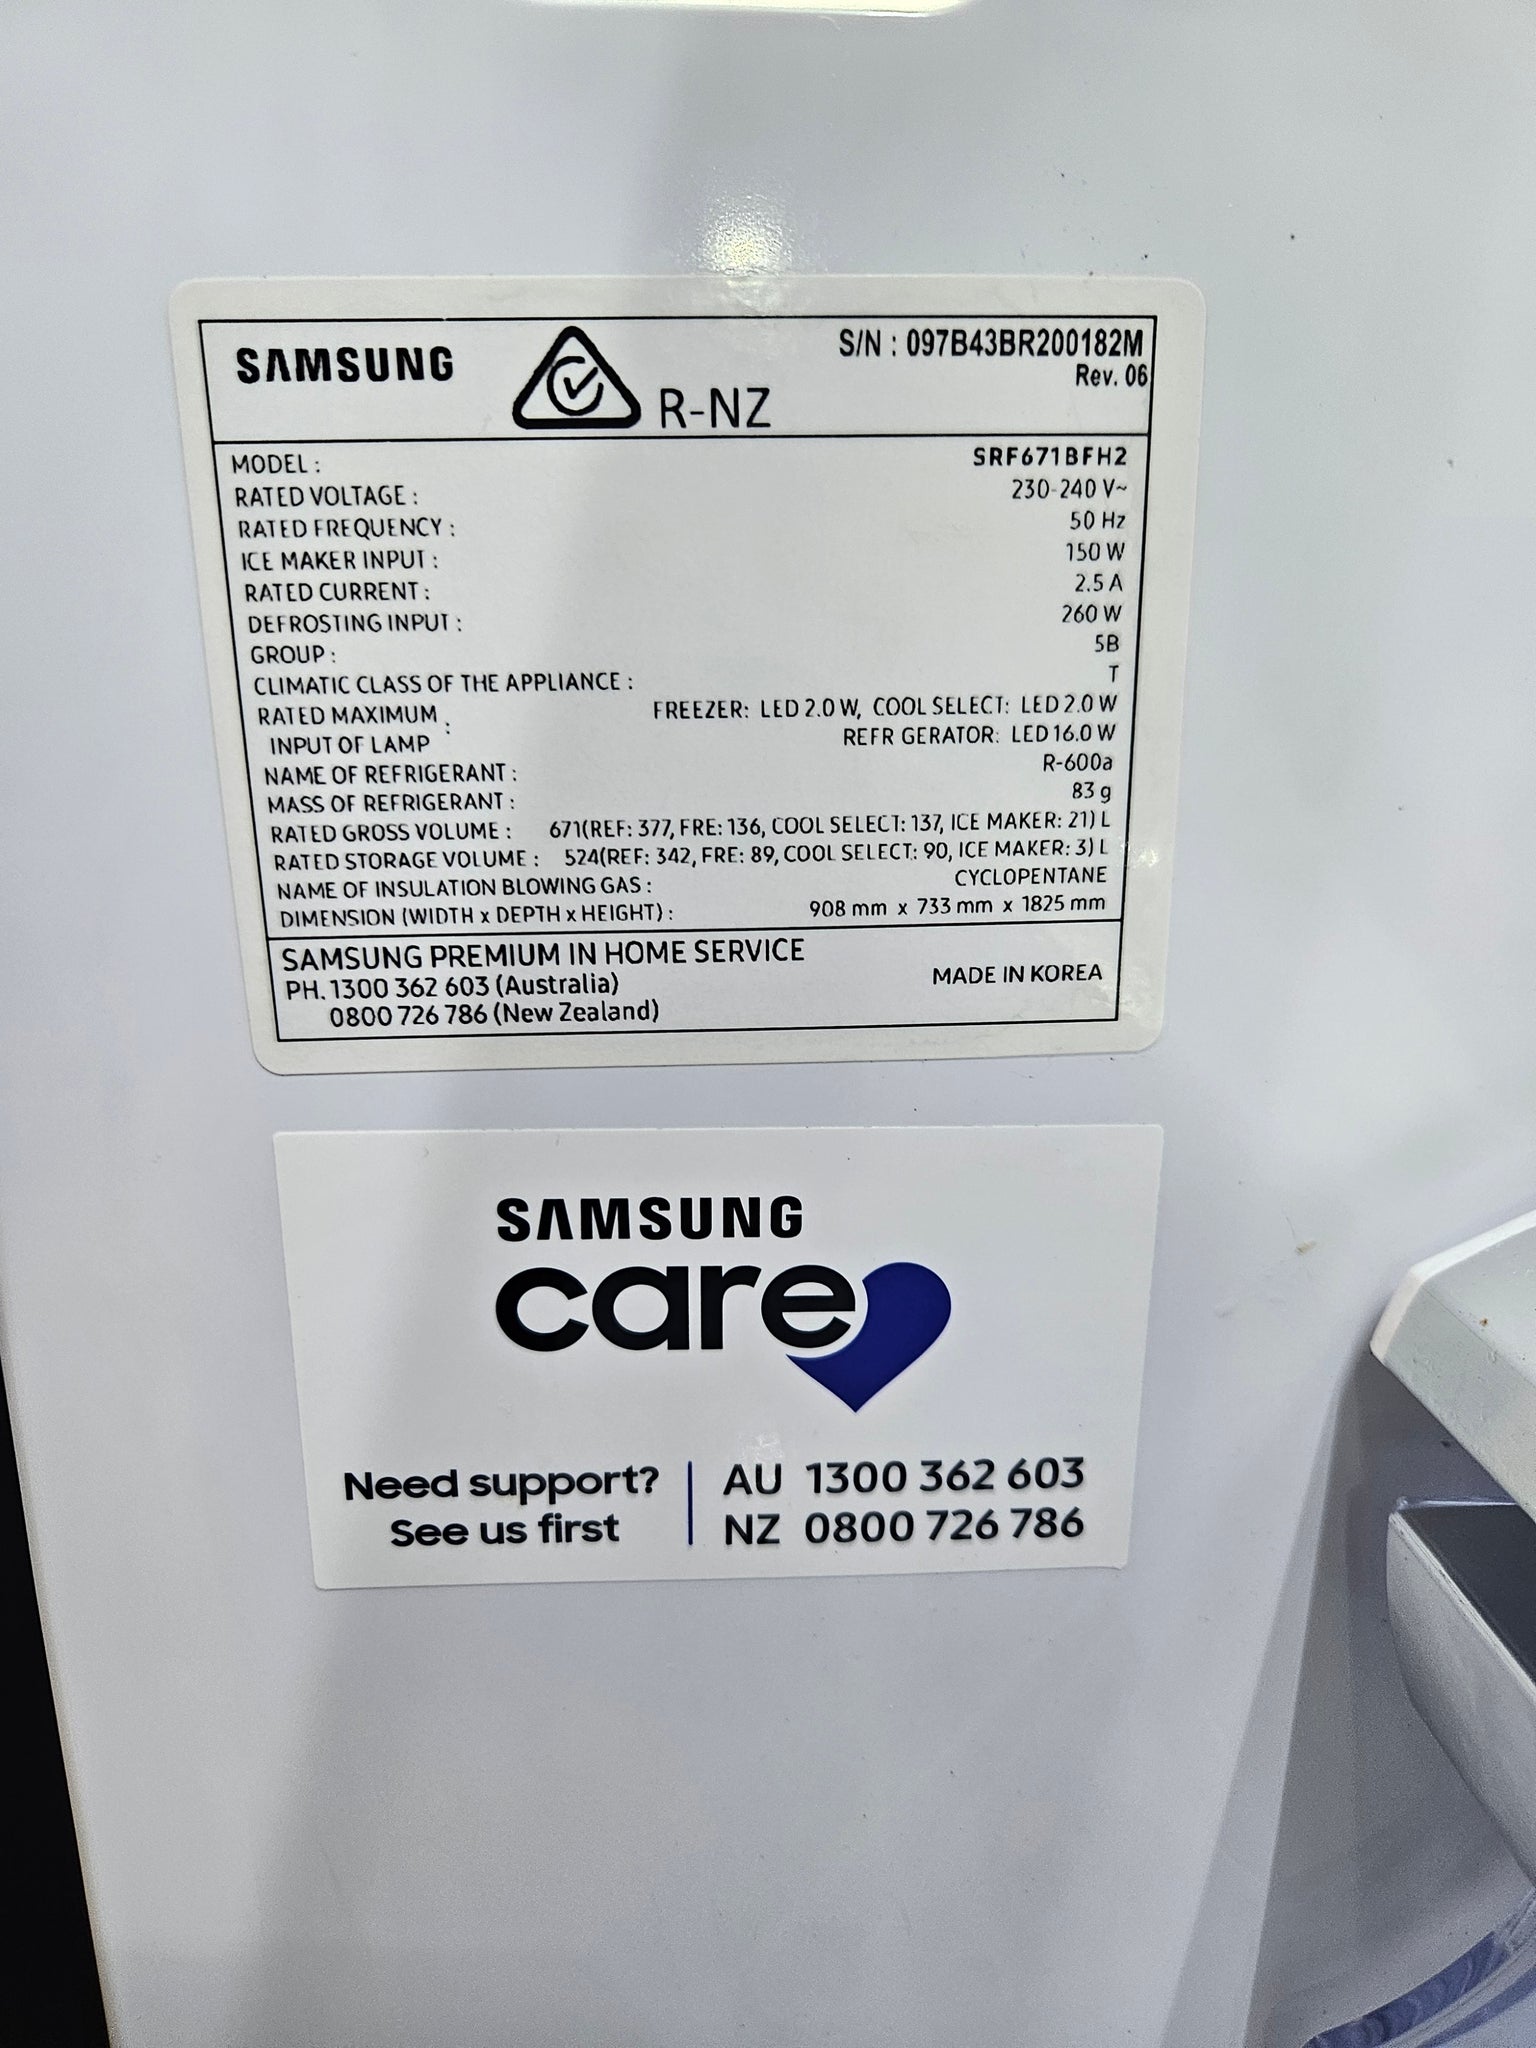 SAMSUNG R-NZ S/N : 097B43BR200182M
Rev. 06
MODEL : SRF671BFH2
RATED VOLTAGE : 230-240 V~
RATED FREQUENCY : 50 Hz
ICE MAKER INPUT : 150 W
RATED CURRENT : 2.5 A
DEFROSTING INPUT : 260 W
GROUP : 5B
CLIMATIC CLASS OF THE APPLIANCE : T
RATED MAXIMUM : FREEZER: LED 2.0 W, COOL SELECT: LED 2.0 W
INPUT OF LAMP REFR GERATOR: LED 16.0 W
NAME OF REFRIGERANT : R-600a
MASS OF REFRIGERANT : 83 g
RATED GROSS VOLUME : 671(REF: 377, FRE: 136, COOL SELECT: 137, ICE MAKER: 21) L
RATED STORAGE VOLUME : 524(REF: 342, FRE: 89, COOL SELECT: 90, ICE MAKER: 3) L
NAME OF INSULATION BLOWING GAS : CYCLOPENTANE
DIMENSION (WIDTH x DEPTH x HEIGHT) : 908 mm x 733 mm x 1825 mm
SAMSUNG PREMIUM IN HOME SERVICE
PH. 1300 362 603 (Australia) MADE IN KOREA
0800 726 786 (New Zealand)
SAMSUNG
care
Need support? AU 1300 362 603
See us first NZ 0800 726 786